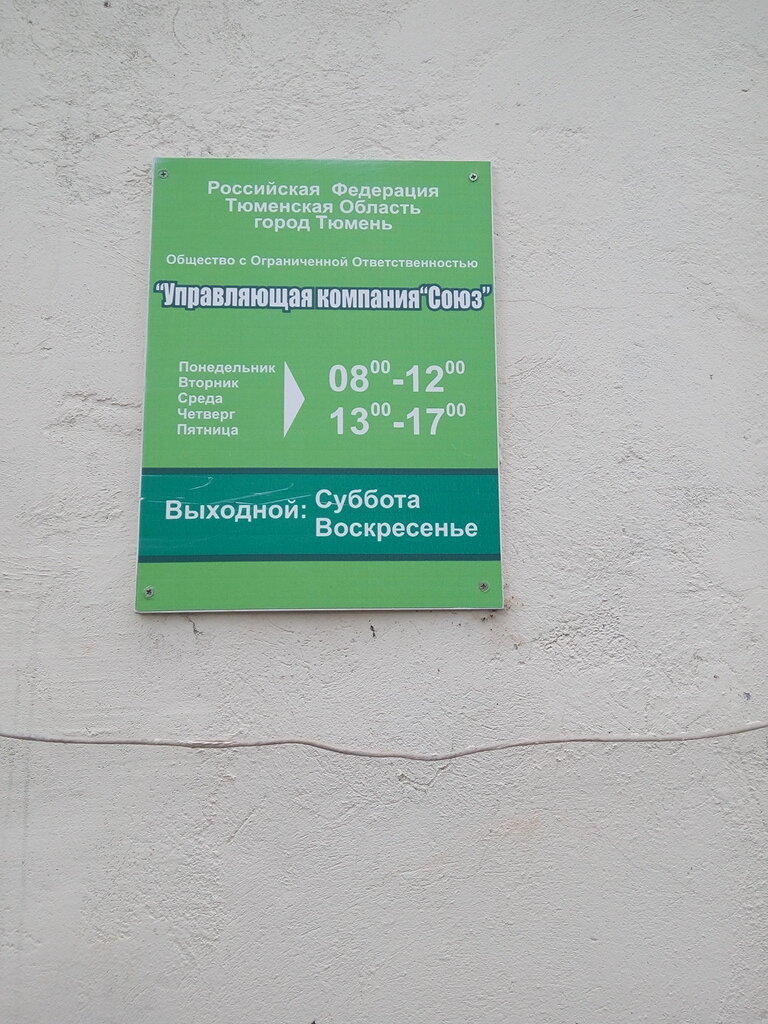 Российская Федерация
Тюменская Область
город Тюмень
Общество с Ограниченной Ответственностью
“Управляющая компания“Союз”
Понедельник
Вторник
Среда
Четверг
Пятница
08⁰⁰-12⁰⁰
13⁰⁰-17⁰⁰
Выходной: Суббота
Воскресенье